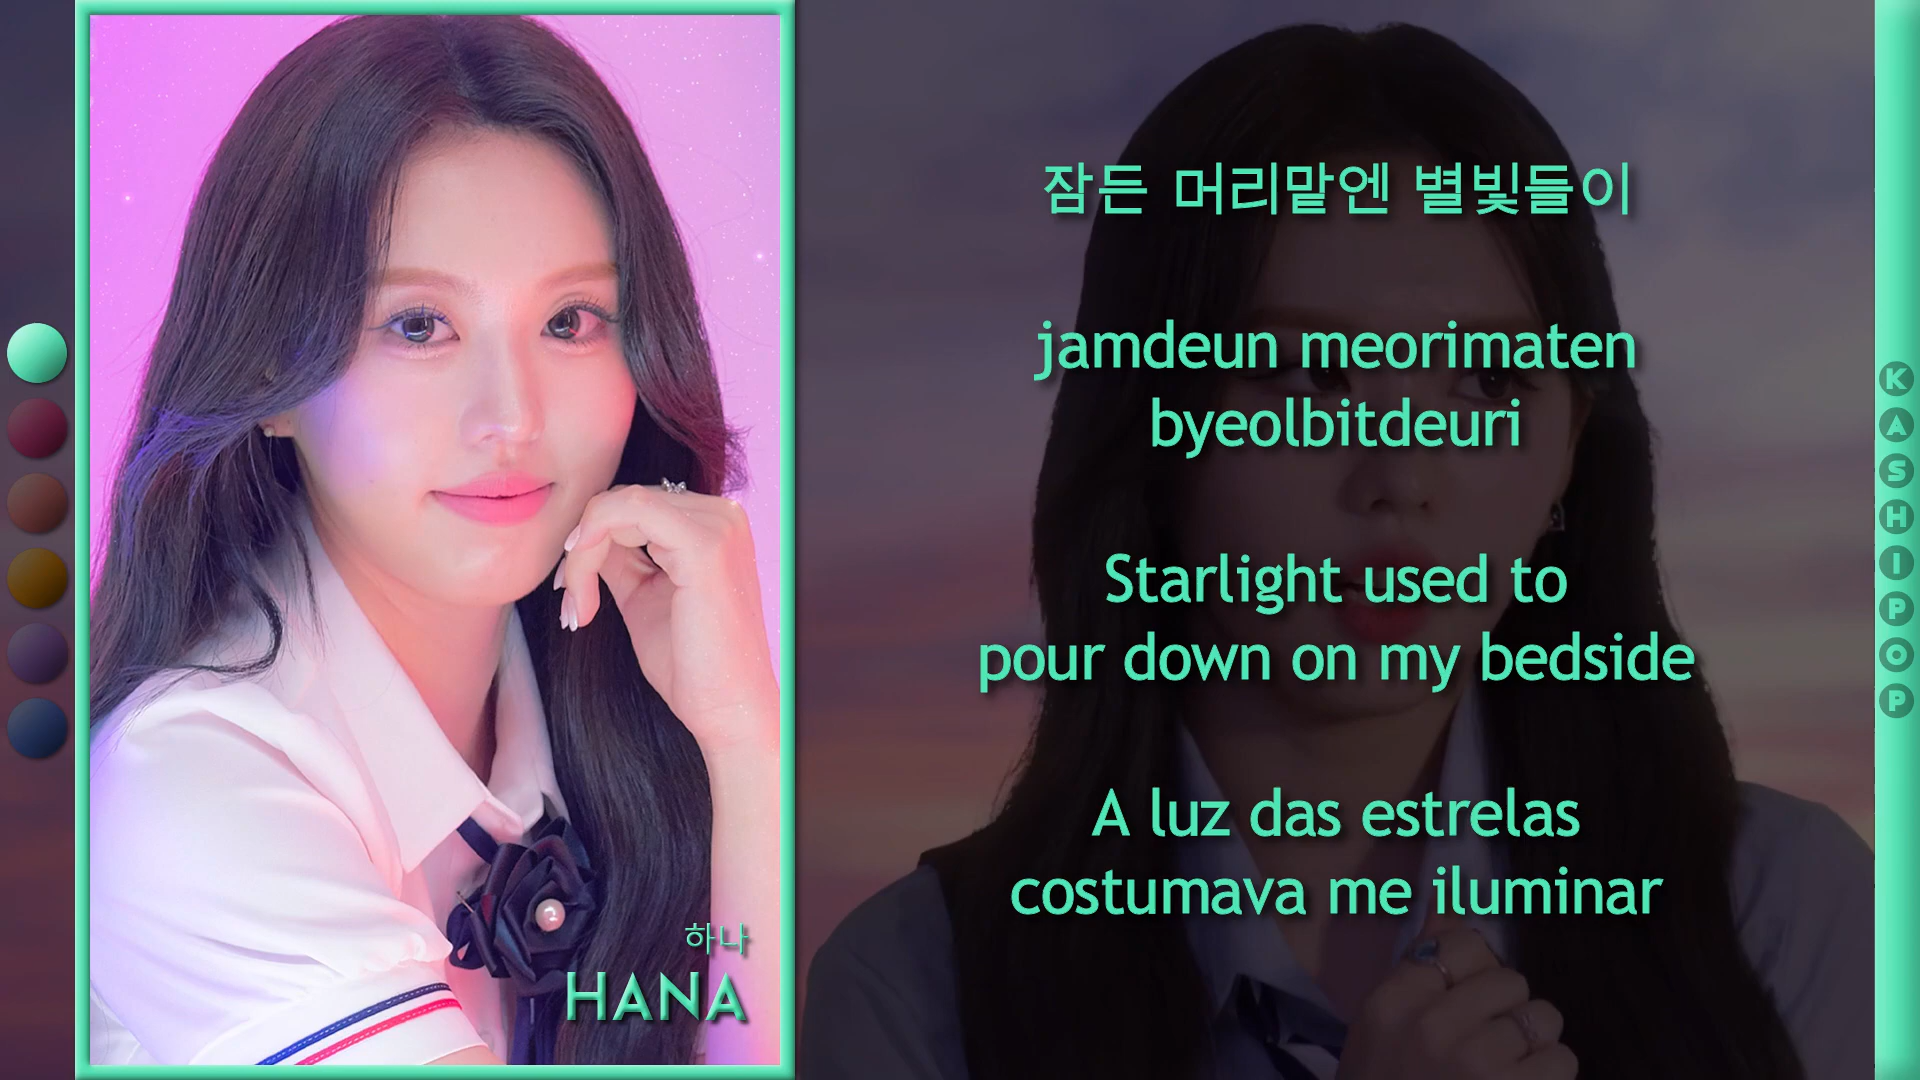 하나
HANA
잠든 머리맡엔 별빛들이
jamdeun meorimaten
byeolbitdeuri
Starlight used to
pour down on my bedside
A luz das estrelas
costumava me iluminar
KASHIPOP